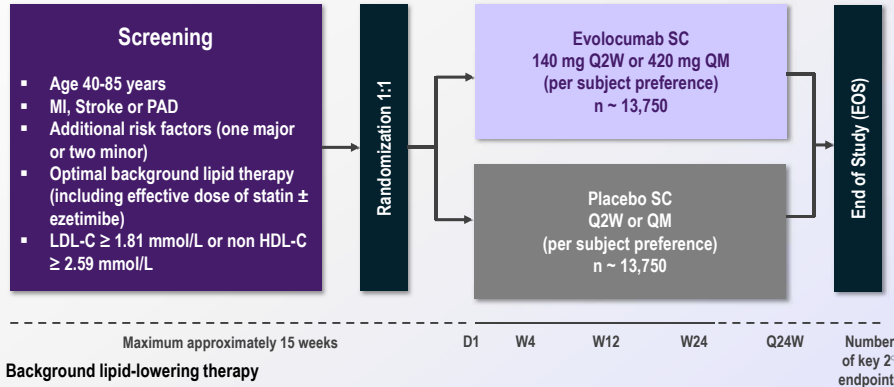 Screening
▪ Age 40-85 years
▪ MI, Stroke or PAD
▪ Additional risk factors (one major
or two minor)
▪ Optimal background lipid therapy
(including effective dose of statin ±
ezetimibe)
▪ LDL-C ≥ 1.81 mmol/L or non HDL-C
≥ 2.59 mmol/L
Randomization 1:1
Evolocumab SC
140 mg Q2W or 420 mg QM
(per subject preference)
n ~ 13,750
Placebo SC
Q2W or QM
(per subject preference)
n ~ 13,750
End of Study (EOS)
Maximum approximately 15 weeks
D1
W4
W12
W24
Q24W
Number
of key 2
endpoint
Background lipid-lowering therapy